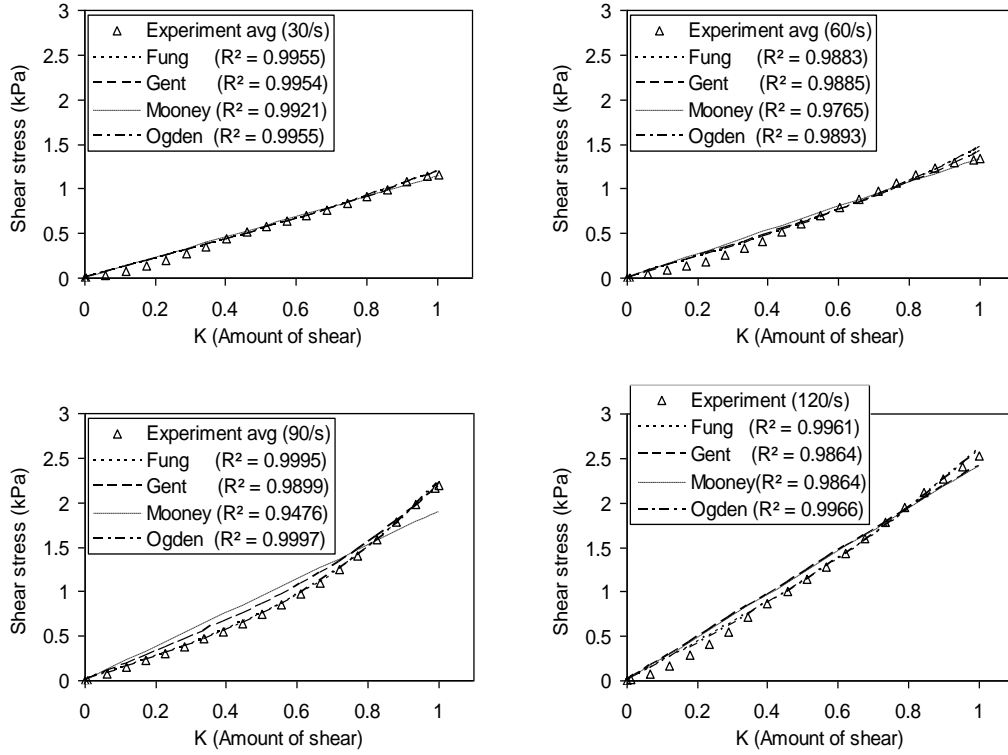 Experiment avg (30/s)
Fung (R² = 0.9955)
Gent (R² = 0.9954)
Mooney (R² = 0.9921)
Ogden (R² = 0.9955)
Shear stress (kPa)
3
2.5
2
1.5
1
0.5
0
0 0.2 0.4 0.6 0.8 1
K (Amount of shear)
Experiment avg (60/s)
Fung (R² = 0.9883)
Gent (R² = 0.9885)
Mooney (R² = 0.9765)
Ogden (R² = 0.9893)
Shear stress (kPa)
3
2.5
2
1.5
1
0.5
0
0 0.2 0.4 0.6 0.8 1
K (Amount of shear)
Experiment avg (90/s)
Fung (R² = 0.9995)
Gent (R² = 0.9899)
Mooney (R² = 0.9476)
Ogden (R² = 0.9997)
Shear stress (kPa)
3
2.5
2
1.5
1
0.5
0
0 0.2 0.4 0.6 0.8 1
K (Amount of shear)
Experiment (120/s)
Fung (R² = 0.9961)
Gent (R² = 0.9864)
Mooney(R² = 0.9864)
Ogden (R² = 0.9966)
Shear stress (kPa)
3
2.5
2
1.5
1
0.5
0
0 0.2 0.4 0.6 0.8 1
K (Amount of shear)